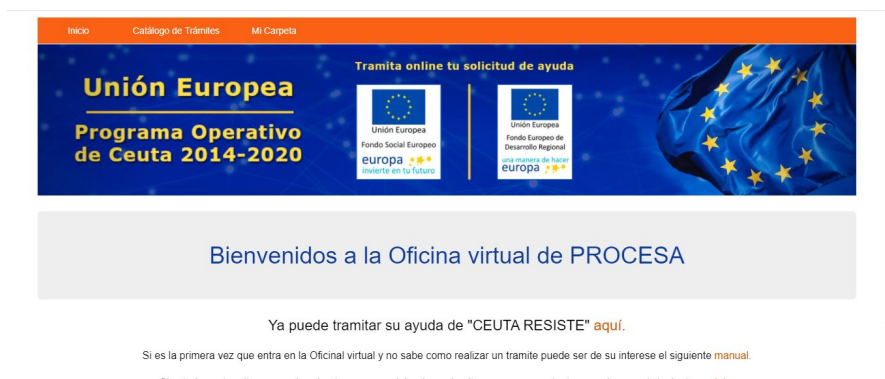 Inicio Catálogo de Trámites Mi Carpeta
Unión Europea
Programa Operativo
de Ceuta 2014-2020
Tramita online tu solicitud de ayuda
Unión Europea
Fondo Social Europeo
europa
invierte en tu futuro
Unión Europea
Fondo Europeo de
Desarrollo Regional
una manera de hacer
europa
Bienvenidos a la Oficina virtual de PROCESA
Ya puede tramitar su ayuda de "CEUTA RESISTE" aquí.
Si es la primera vez que entra en la Oficinal virtual y no sabe como realizar un tramite puede ser de su interese el siguiente manual.